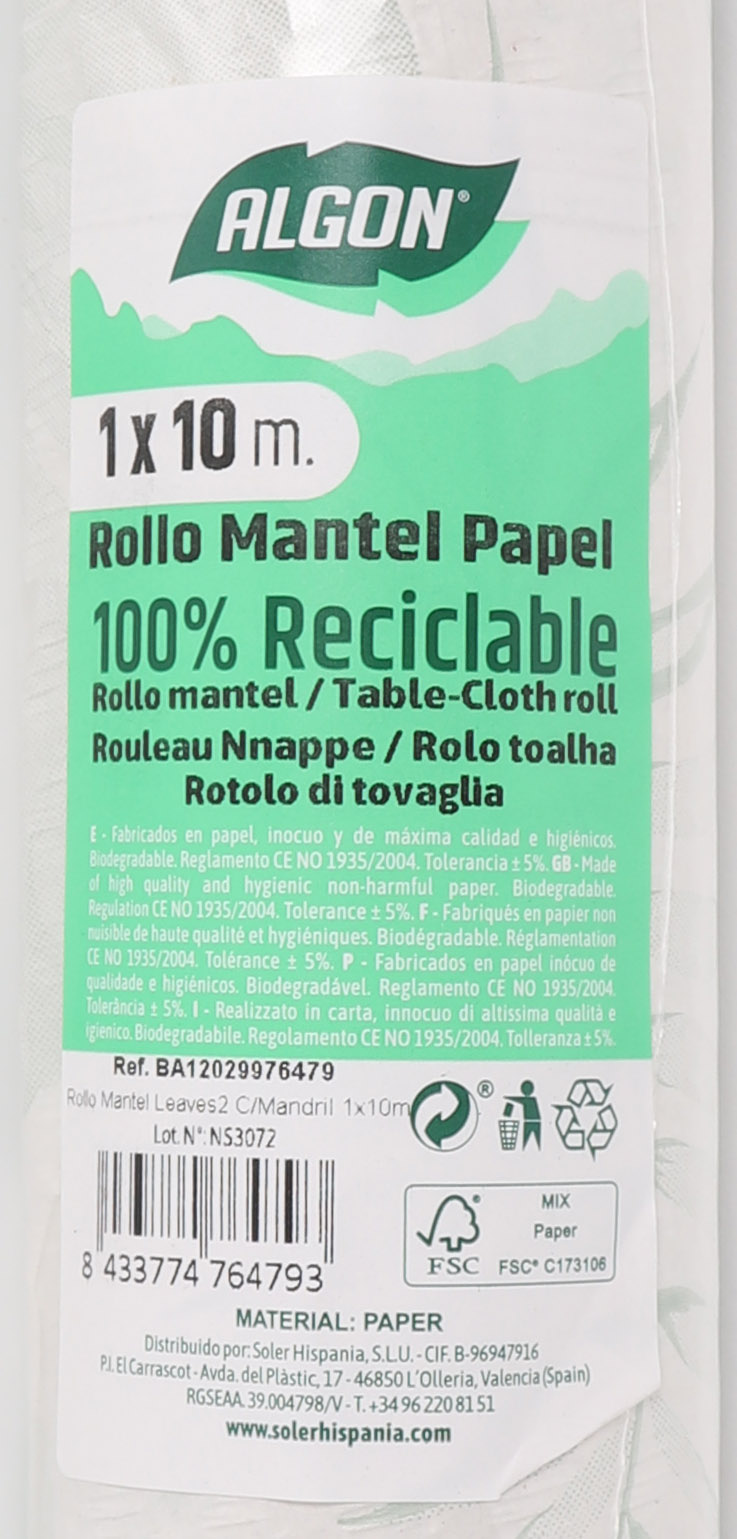 ALGON®
1 x 10 m.
Rollo Mantel Papel
100% Reciclable
Rollo mantel / Table-Cloth roll
Rouleau Nnappe / Rolo toalha
Rotolo di tovaglia
E - Fabricados en papel, inocuo y de máxima calidad e higiénicos.
Biodegradable. Reglamento CE NO 1935/2004. Tolerancia ± 5%. GB - Made
of high quality and hygienic non-harmful paper. Biodegradable.
Regulation CE NO 1935/2004. Tolerance ± 5%. F - Fabriqués en papier non
nuisible de haute qualité et hygiéniques. Biodégradable. Réglamentation
CE NO 1935/2004. Tolérance ± 5%. P - Fabricados en papel inócuo de
qualidade e higiénicos. Biodegradável. Reglamento CE NO 1935/2004.
Tolerância ± 5%. I - Realizzato in carta, innocuo di altissima qualità e
igienico. Biodegradabile. Regolamento CE NO 1935/2004. Tolleranza ± 5%.
Ref. BA12029976479
Rollo Mantel Leaves2 C/Mandril 1x10m
®
Lot. Nº: NS3072
8 433774 764793
MIX
Paper
FSC® C173106
FSC
MATERIAL: PAPER
Distribuido por: Soler Hispania, S.L.U. - CIF. B-96947916
P.I. El Carrascot - Avda. del Plàstic, 17 - 46850 L'Olleria, Valencia (Spain)
RGSEAA. 39.004798/V - T. +34 96 220 81 51
www.solerhispania.com